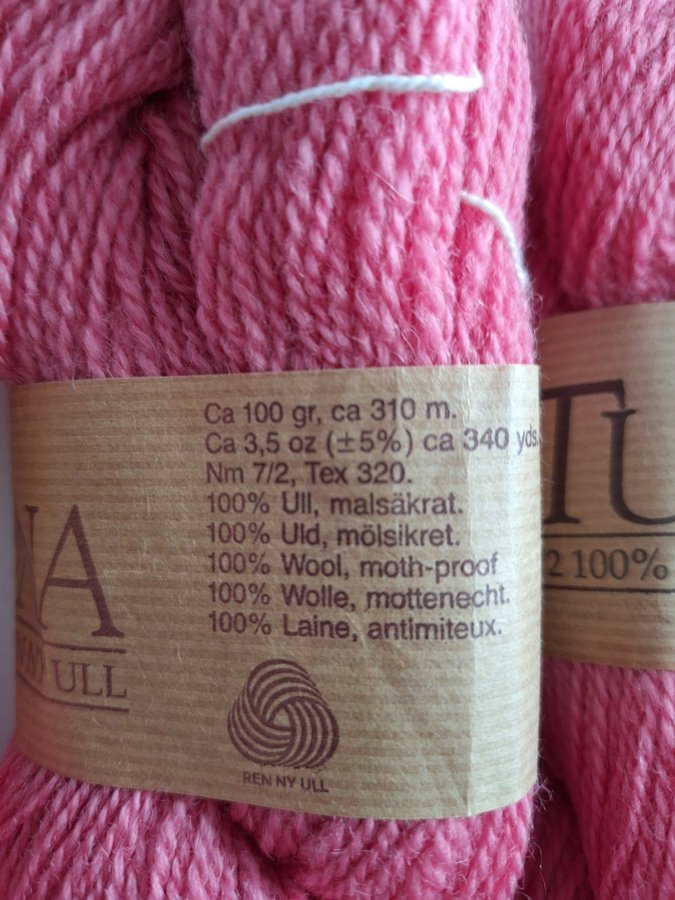 Ca 100 gr, ca 310 m.
Ca 3,5 oz (±5%) ca 340 yds.
Nm 7/2, Tex 320.
100% Ull, malsäkrat.
100% Uld, mölsikret.
100% Wool, moth-proof
100% Wolle, mottenecht.
100% Laine, antimiteux.
NA
ULL
REN NY ULL
TU
2 100%